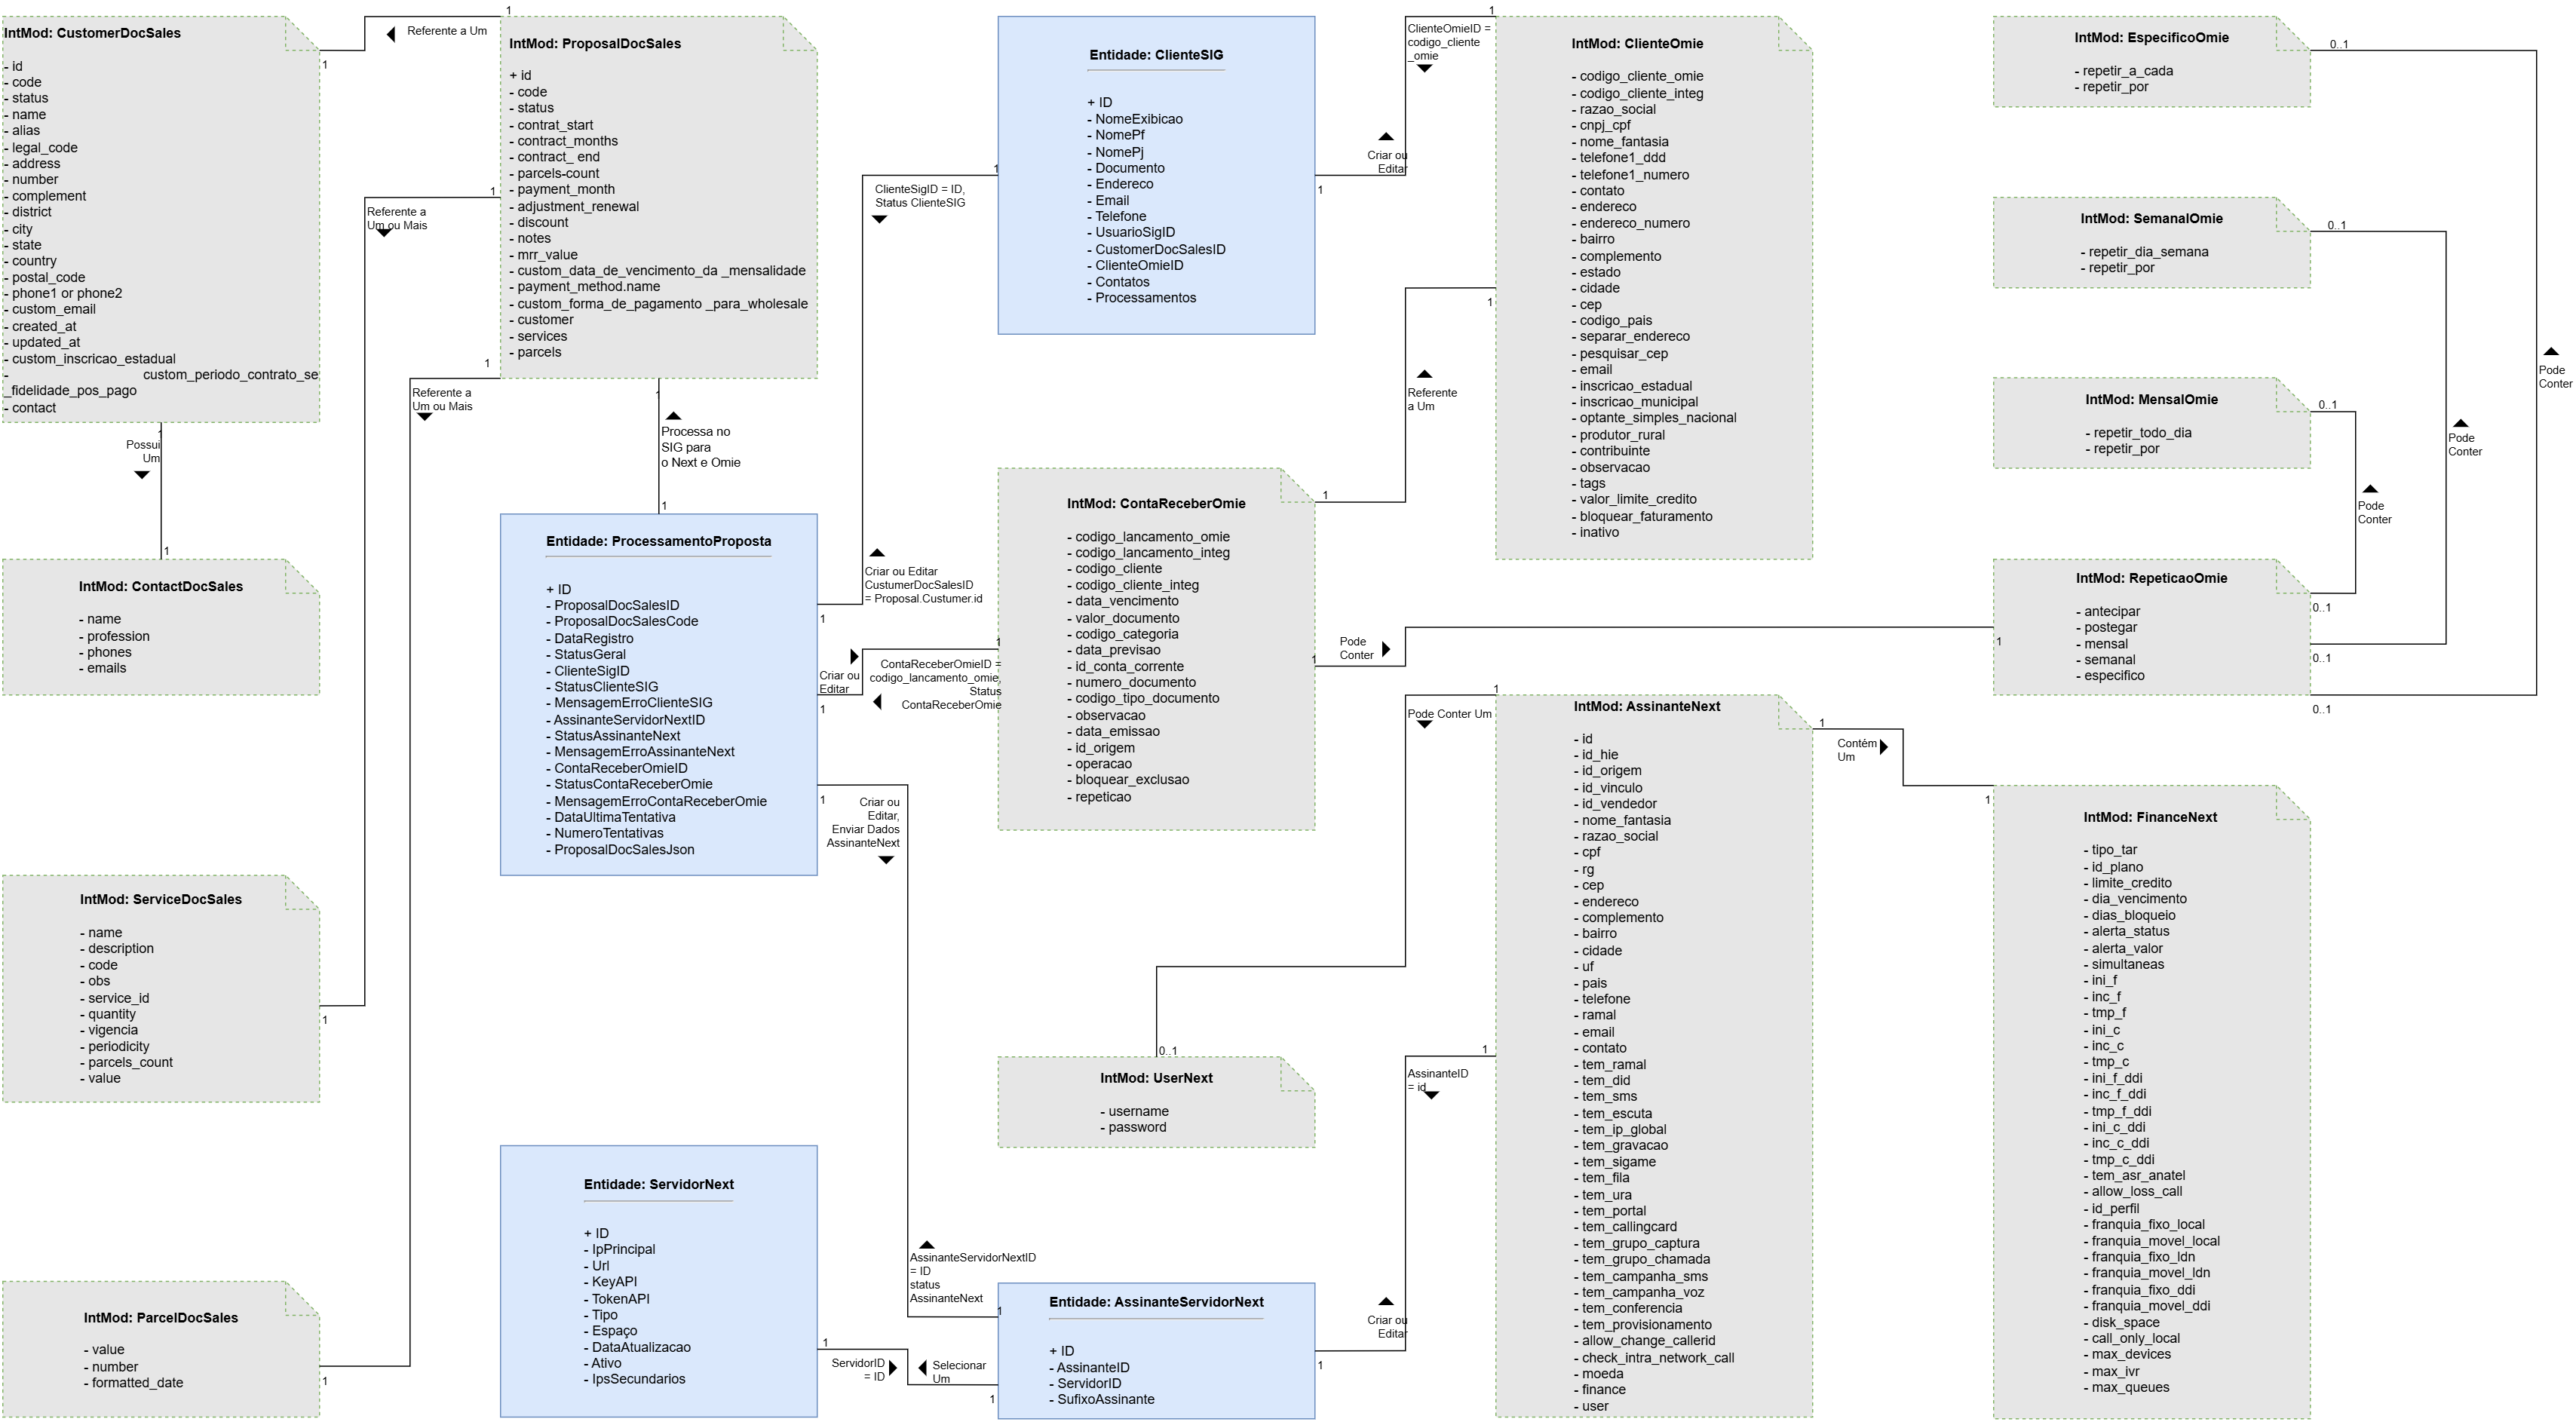 IntMod: CustomerDocSales
- id
- code
- status
- name
- alias
- legal_code
- address
- number
- complement
- district
- city
- state
- country
- postal_code
- phone1 or phone2
- custom_email
- created_at
- updated_at
- custom_inscricao_estadual
- custom_periodo_contrato_se
_fidelidade_pos_pago
- contact
1
Referente a Um
1
Possui
Um
1
1
IntMod: ContactDocSales
- name
- profession
- phones
- emails
IntMod: ServiceDocSales
- name
- description
- code
- obs
- service_id
- quantity
- vigencia
- periodicity
- parcels_count
- value
1
IntMod: ParcelDocSales
- value
- number
- formatted_date
1
Referente a
Um ou Mais
1
Referente a
Um ou Mais
1
IntMod: ProposalDocSales
+ id
- code
- status
- contrat_start
- contract_months
- contract_ end
- parcels-count
- payment_month
- adjustment_renewal
- discount
- notes
- mrr_value
- custom_data_de_vencimento_da _mensalidade
- payment_method.name
- custom_forma_de_pagamento _para_wholesale
- customer
- services
- parcels
1
Processa no
SIG para
o Next e Omie
1
Entidade: ProcessamentoProposta
+ ID
- ProposalDocSalesID
- ProposalDocSalesCode
- DataRegistro
- StatusGeral
- ClienteSigID
- StatusClienteSIG
- MensagemErroClienteSIG
- AssinanteServidorNextID
- StatusAssinanteNext
- MensagemErroAssinanteNext
- ContaReceberOmieID
- StatusContaReceberOmie
- MensagemErroContaReceberOmie
- DataUltimaTentativa
- NumeroTentativas
- ProposalDocSalesJson
1
ClienteSigID = ID,
Status ClienteSIG
Criar ou Editar
CustumerDocSalesID
= Proposal.Custumer.id
1
1
Criar ou
Editar
ContaReceberOmieID =
codigo_lancamento_omie,
Status
ContaReceberOmie
1
1
Criar ou
Editar,
Enviar Dados
AssinanteNext
AssinanteServidorNextID
= ID
status
AssinanteNext
1
Entidade: ServidorNext
+ ID
- IpPrincipal
- Url
- KeyAPI
- TokenAPI
- Tipo
- Espaço
- DataAtualizacao
- Ativo
- IpsSecundarios
1
ServidorID
= ID
Selecionar
Um
1
Entidade: ClienteSIG
+ ID
- NomeExibicao
- NomePf
- NomePj
- Documento
- Endereco
- Email
- Telefone
- UsuarioSigID
- CustomerDocSalesID
- ClienteOmieID
- Contatos
- Processamentos
1
Criar ou
Editar
ClienteOmieID =
codigo_cliente
_omie
1
IntMod: ContaReceberOmie
- codigo_lancamento_omie
- codigo_lancamento_integ
- codigo_cliente
- codigo_cliente_integ
- data_vencimento
- valor_documento
- codigo_categoria
- data_previsao
- id_conta_corrente
- numero_documento
- codigo_tipo_documento
- observacao
- data_emissao
- id_origem
- operacao
- bloquear_exclusao
- repeticao
1
Referente
a Um
1
1
Pode
Conter
1
IntMod: UserNext
- username
- password
0..1
Pode Conter Um
1
Entidade: AssinanteServidorNext
+ ID
- AssinanteID
- ServidorID
- SufixoAssinante
1
Criar ou
Editar
AssinanteID
= id
1
IntMod: ClienteOmie
- codigo_cliente_omie
- codigo_cliente_integ
- razao_social
- cnpj_cpf
- nome_fantasia
- telefone1_ddd
- telefone1_numero
- contato
- endereco
- endereco_numero
- bairro
- complemento
- estado
- cidade
- cep
- codigo_pais
- separar_endereco
- pesquisar_cep
- email
- inscricao_estadual
- inscricao_municipal
- optante_simples_nacional
- produtor_rural
- contribuinte
- observacao
- tags
- valor_limite_credito
- bloquear_faturamento
- inativo
IntMod: AssinanteNext
- id
- id_hie
- id_origem
- id_vinculo
- id_vendedor
- nome_fantasia
- razao_social
- cpf
- rg
- cep
- endereco
- complemento
- bairro
- cidade
- uf
- pais
- telefone
- ramal
- email
- contato
- tem_ramal
- tem_did
- tem_sms
- tem_escuta
- tem_ip_global
- tem_gravacao
- tem_sigame
- tem_fila
- tem_ura
- tem_portal
- tem_callingcard
- tem_grupo_captura
- tem_grupo_chamada
- tem_campanha_sms
- tem_campanha_voz
- tem_conferencia
- tem_provisionamento
- allow_change_callerid
- check_intra_network_call
- moeda
- finance
- user
1
Contém
Um
1
IntMod: EspecificoOmie
- repetir_a_cada
- repetir_por
0..1
IntMod: SemanalOmie
- repetir_dia_semana
- repetir_por
0..1
IntMod: MensalOmie
- repetir_todo_dia
- repetir_por
0..1
Pode
Conter
Pode
Conter
Pode
Conter
IntMod: RepeticaoOmie
- antecipar
- postegar
- mensal
- semanal
- especifico
0..1
0..1
0..1
IntMod: FinanceNext
- tipo_tar
- id_plano
- limite_credito
- dia_vencimento
- dias_bloqueio
- alerta_status
- alerta_valor
- simultaneas
- ini_f
- inc_f
- tmp_f
- ini_c
- inc_c
- tmp_c
- ini_f_ddi
- inc_f_ddi
- tmp_f_ddi
- ini_c_ddi
- inc_c_ddi
- tmp_c_ddi
- tem_asr_anatel
- allow_loss_call
- id_perfil
- franquia_fixo_local
- franquia_movel_local
- franquia_fixo_ldn
- franquia_movel_ldn
- franquia_fixo_ddi
- franquia_movel_ddi
- disk_space
- call_only_local
- max_devices
- max_ivr
- max_queues